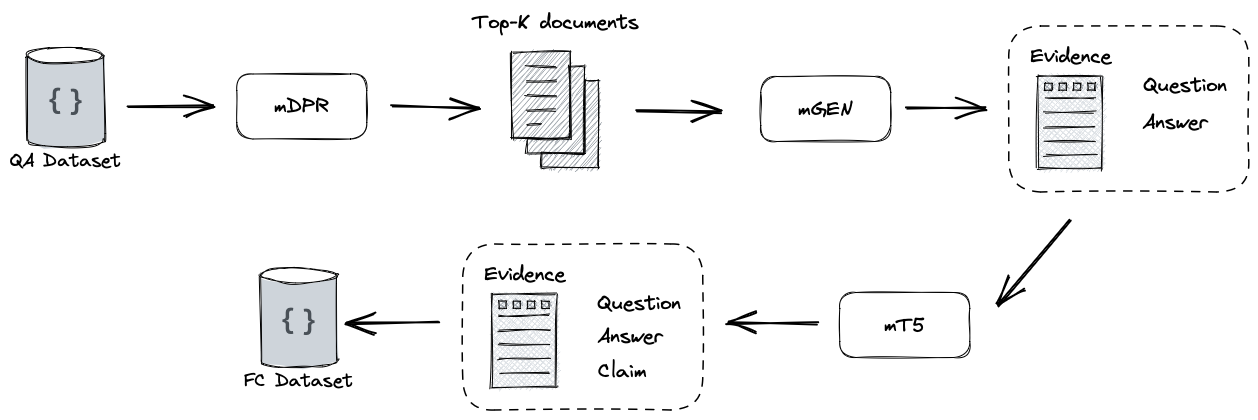 Top-K documents
{ }
QA Dataset
mDPR
mGEN
Evidence
Question
Answer
Evidence
Question
Answer
Claim
{ }
FC Dataset
mT5